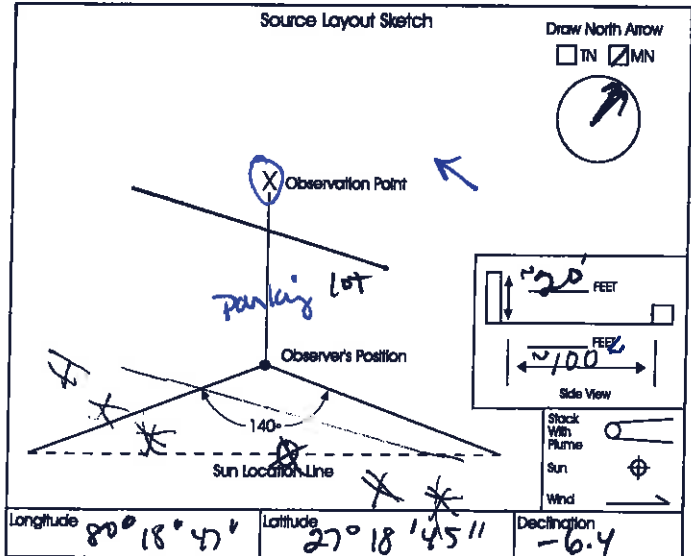 Source Layout Sketch
Draw North Arrow
TN MN
X Observation Point
parking lot
~20' FEET
FEET
~100
Side View
Observer's Position
140°
Sun Location Line
Stack
With
Plume
Sun
Wind
Longitude 80° 18' 47" Latitude 27° 18' 45" Declination -6.4